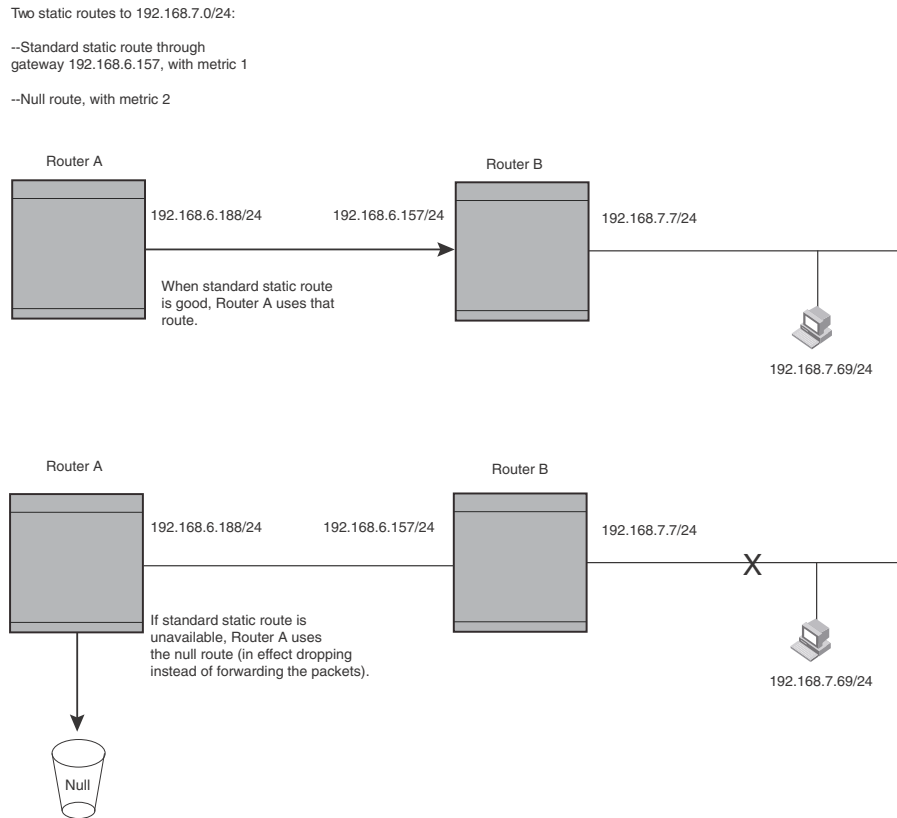 Two static routes to 192.168.7.0/24:
--Standard static route through
gateway 192.168.6.157, with metric 1
--Null route, with metric 2
Router A
Router B
192.168.6.188/24
192.168.6.157/24
192.168.7.7/24
When standard static route
is good, Router A uses that
route.
192.168.7.69/24
Router A
Router B
192.168.6.188/24
192.168.6.157/24
192.168.7.7/24
X
If standard static route is
unavailable, Router A uses
the null route (in effect dropping
instead of forwarding the packets).
192.168.7.69/24
Null